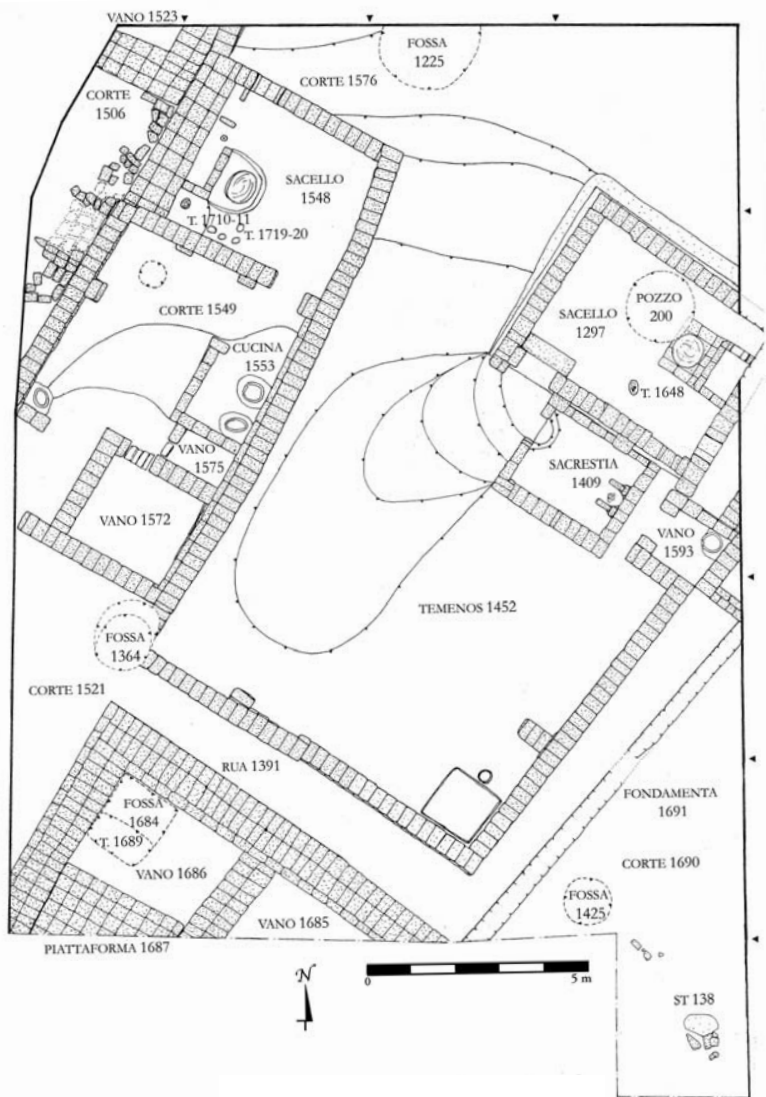 VANO 1523
FOSSA
1225
CORTE 1576
CORTE
1506
SACELLO
1548
T. 1710-11
T. 1719-20
CORTE 1549
SACELLO
1297
POZZO
200
CUCINA
1553
T. 1648
VANO
1575
SACRESTIA
1409
VANO 1572
VANO
1593
TEMENOS 1452
FOSSA
1364
CORTE 1521
RUA 1391
FONDAMENTA
1691
FOSSA
1684
T. 1689
CORTE 1690
VANO 1686
FOSSA
1425
VANO 1685
PIATTAFORMA 1687
N
0
5 m
ST 138